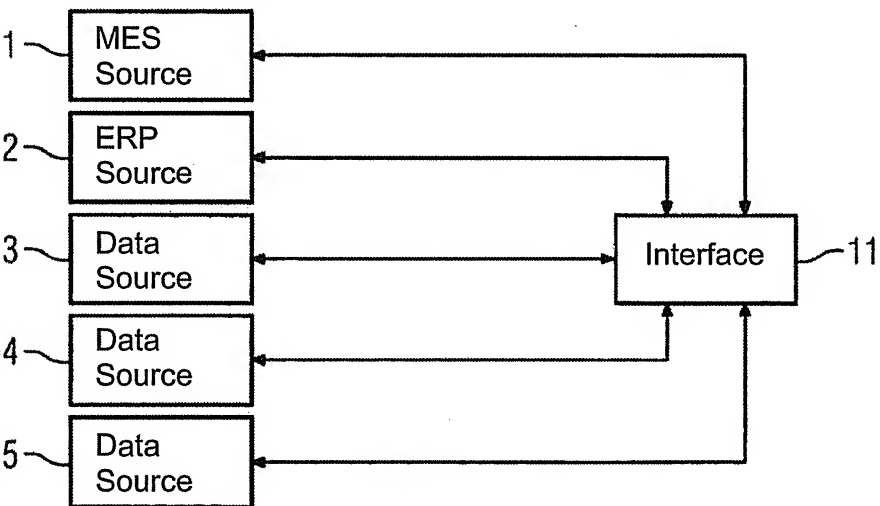 1
MES
Source
2
ERP
Source
3
Data
Source
Interface
11
4
Data
Source
5
Data
Source